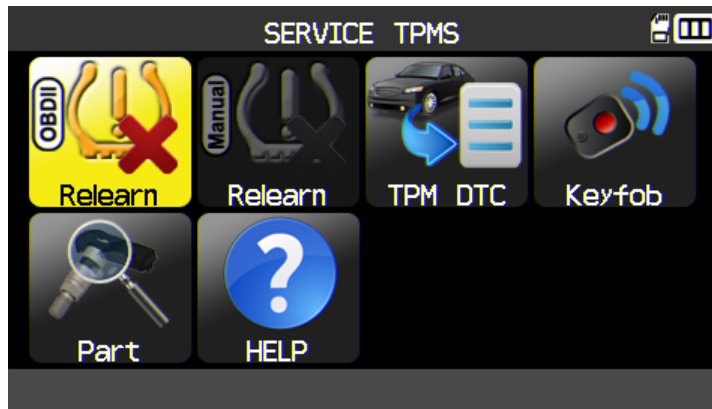 SERVICE TPMS
OBDII
Manual
Relearn
Relearn
TPM DTC
Keyfob
?
Part
HELP